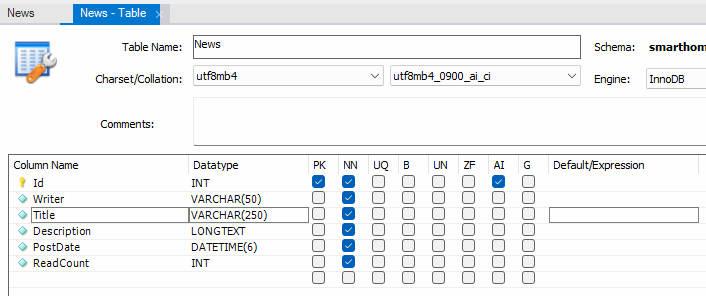 News
News - Table
Table Name: News Schema: smarthom
Charset/Collation: utf8mb4 utf8mb4_0900_ai_ci Engine: InnoDB
Comments:
Column Name Datatype PK NN UQ B UN ZF AI G Default/Expression
Id INT
Writer VARCHAR(50)
Title VARCHAR(250)
Description LONGTEXT
PostDate DATETIME(6)
ReadCount INT